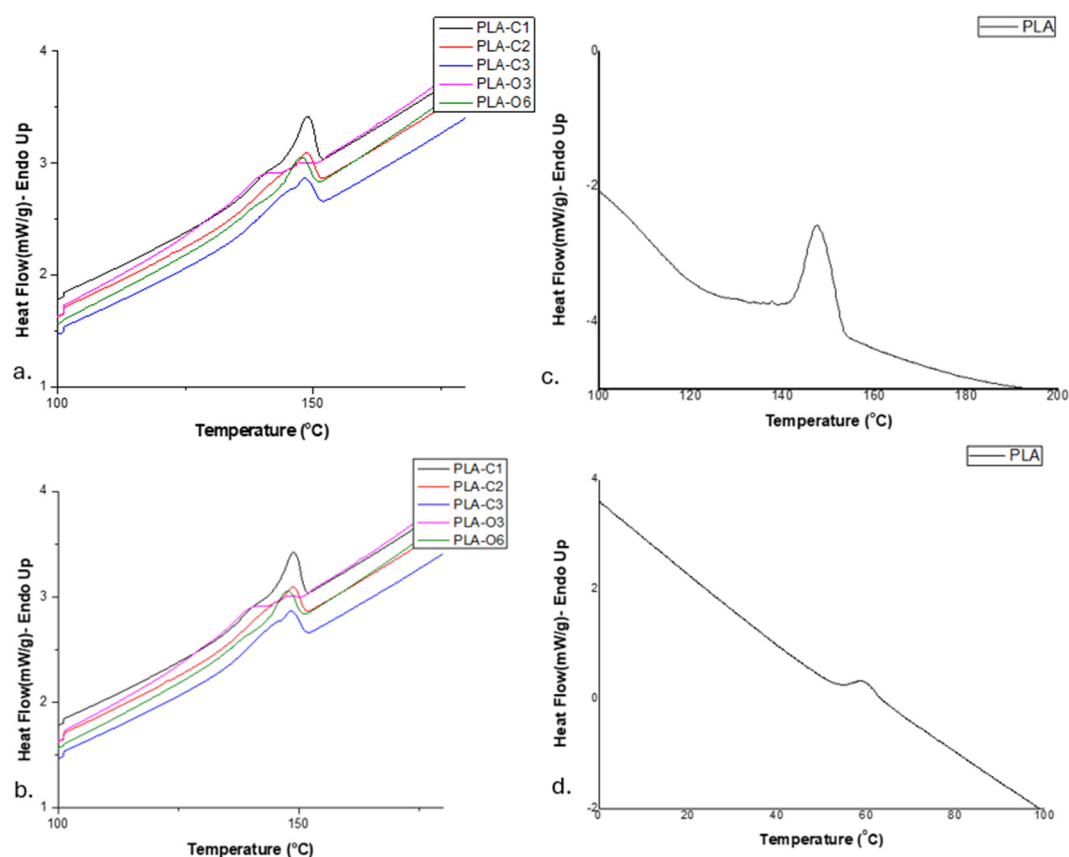 PLA-C1
PLA-C2
PLA-C3
PLA-O3
PLA-O6
4
3
2
1
Heat Flow(mW/g)- Endo Up
a.
100
150
Temperature (°C)
PLA
0
-2
-4
Heat Flow(mW/g)- Endo Up
c.
100
120
140
160
180
200
Temperature (°C)
PLA-C1
PLA-C2
PLA-C3
PLA-O3
PLA-O6
4
3
2
1
Heat Flow(mW/g)- Endo Up
b.
100
150
Temperature (°C)
PLA
4
2
0
-2
Heat Flow(mW/g)- Endo Up
d.
0
20
40
60
80
100
Temperature (°C)